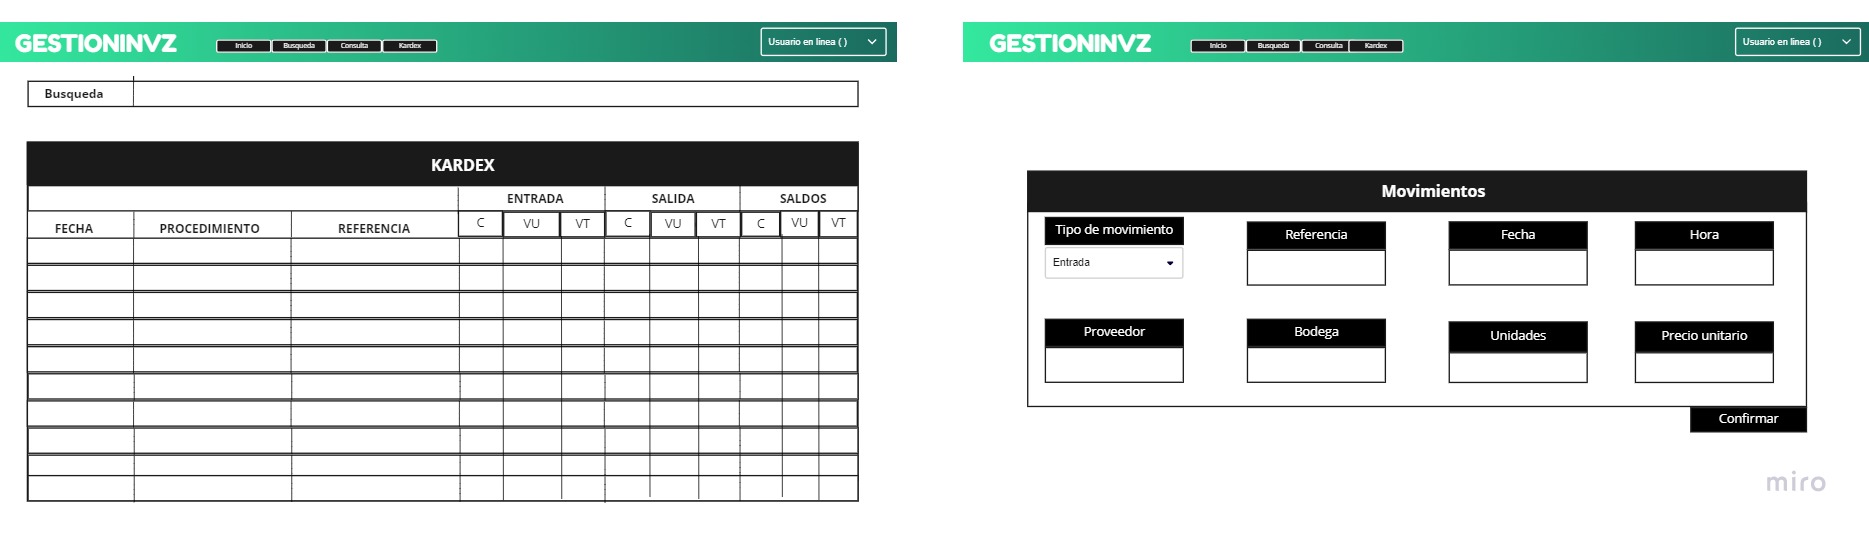 GESTIONINVZ
Inicio Busqueda Consulta Kardex
Usuario en linea ( )
Busqueda
KARDEX
ENTRADA SALIDA SALDOS
FECHA PROCEDIMIENTO REFERENCIA C VU VT C VU VT C VU VT
GESTIONINVZ
Inicio Busqueda Consulta Kardex
Usuario en linea ( )
Movimientos
Tipo de movimiento Referencia Fecha Hora
Entrada
Proveedor Bodega Unidades Precio unitario
Confirmar
miro